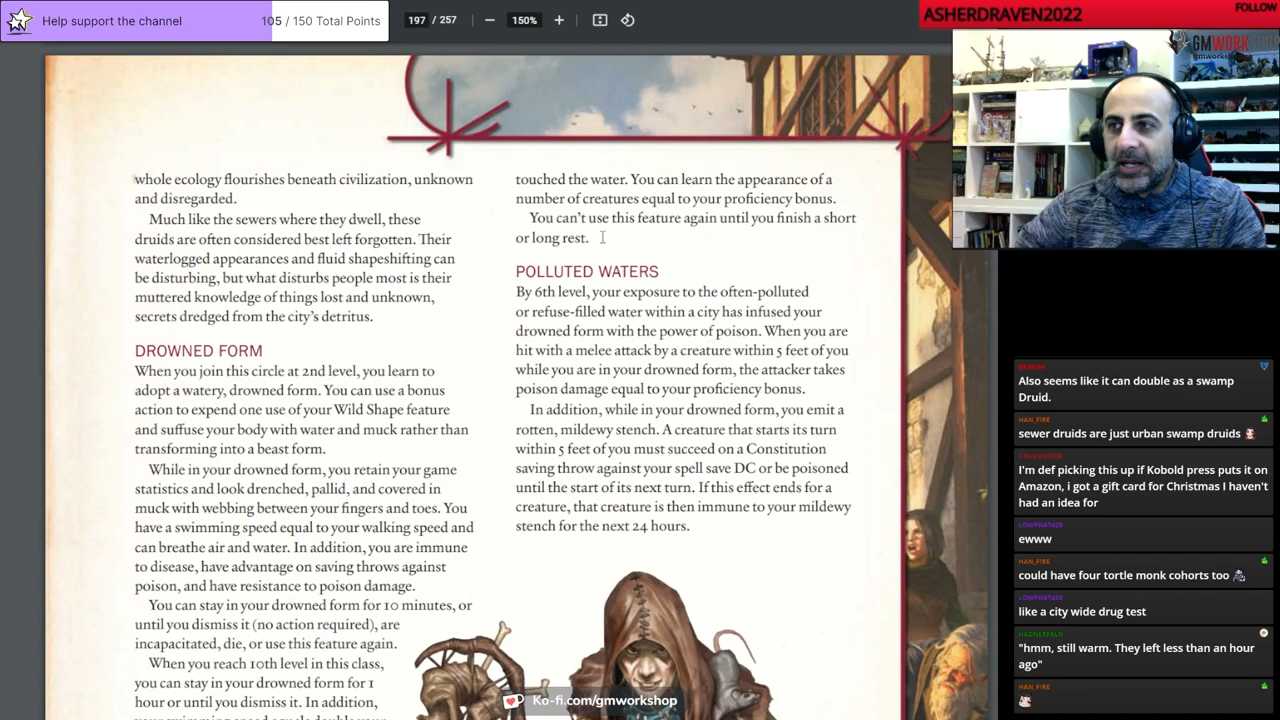 Help support the channel
105 / 150 Total Points
197 / 257
150%
ASHERDRAVEN2022
FOLLOW
GMWORKSHOP
whole ecology flourishes beneath civilization, unknown
and disregarded.
Much like the sewers where they dwell, these
druids are often considered best left forgotten. Their
waterlogged appearances and fluid shapeshifting can
be disturbing, but what disturbs people most is their
muttered knowledge of things lost and unknown,
secrets dredged from the city's detritus.
DROWNED FORM
When you join this circle at 2nd level, you learn to
adopt a watery, drowned form. You can use a bonus
action to expend one use of your Wild Shape feature
and suffuse your body with water and muck rather than
transforming into a beast form.
While in your drowned form, you retain your game
statistics and look drenched, pallid, and covered in
muck with webbing between your fingers and toes. You
have a swimming speed equal to your walking speed and
can breathe air and water. In addition, you are immune
to disease, have advantage on saving throws against
poison, and have resistance to poison damage.
You can stay in your drowned form for 10 minutes, or
until you dismiss it (no action required), are
incapacitated, die, or use this feature again.
When you reach 10th level in this class,
you can stay in your drowned form for 1
hour or until you dismiss it. In addition,
touched the water. You can learn the appearance of a
number of creatures equal to your proficiency bonus.
You can't use this feature again until you finish a short
or long rest.
POLLUTED WATERS
By 6th level, your exposure to the often-polluted
or refuse-filled water within a city has infused your
drowned form with the power of poison. When you are
hit with a melee attack by a creature within 5 feet of you
while you are in your drowned form, the attacker takes
poison damage equal to your proficiency bonus.
In addition, while in your drowned form, you emit a
rotten, mildewy stench. A creature that starts its turn
within 5 feet of you must succeed on a Constitution
saving throw against your spell save DC or be poisoned
until the start of its next turn. If this effect ends for a
creature, that creature is then immune to your mildewy
stench for the next 24 hours.
Ko-fi.com/gmworkshop
Also seems like it can double as a swamp
Druid.
HAN_FIRE
sewer druids are just urban swamp druids
I'm def picking this up if Kobold press puts it on
Amazon, i got a gift card for Christmas I haven't
had an idea for
LOWPHAT420
ewww
HAN_FIRE
could have four tortle monk cohorts too
LOWPHAT420
like a city wide drug test
HADNERFALN
"hmm, still warm. They left less than an hour
ago"
HAN_FIRE